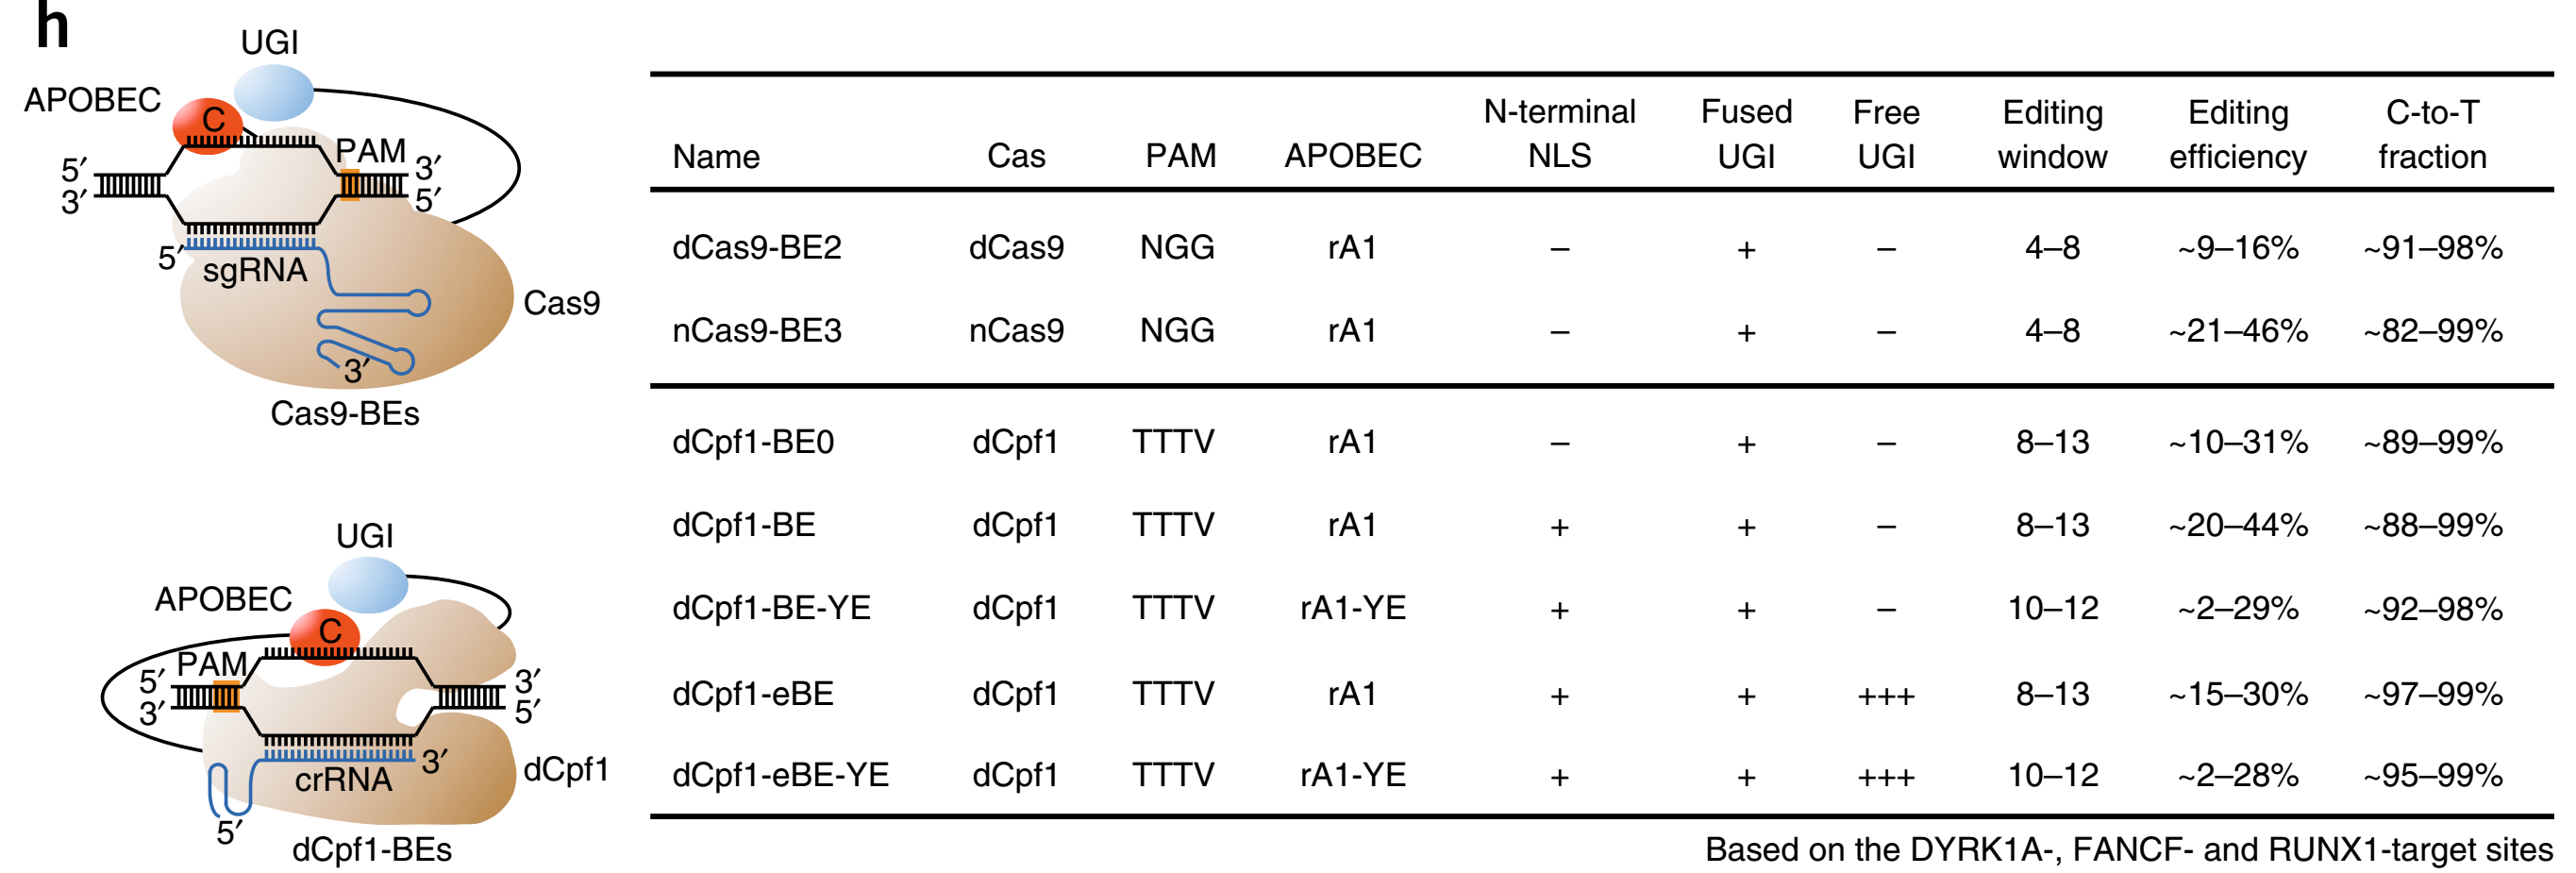 h
UGI
APOBEC
C
PAM
5′ 3′
3′ 5′
5′
sgRNA
Cas9
3′
Cas9-BEs
UGI
APOBEC
C
PAM
5′ 3′
3′ 5′
3′
crRNA
dCpf1
5′
dCpf1-BEs
N-terminal Fused Free Editing Editing C-to-T
Name Cas PAM APOBEC NLS UGI UGI window efficiency fraction
dCas9-BE2 dCas9 NGG rA1 – + – 4–8 ~9–16% ~91–98%
nCas9-BE3 nCas9 NGG rA1 – + – 4–8 ~21–46% ~82–99%
dCpf1-BE0 dCpf1 TTTV rA1 – + – 8–13 ~10–31% ~89–99%
dCpf1-BE dCpf1 TTTV rA1 + + – 8–13 ~20–44% ~88–99%
dCpf1-BE-YE dCpf1 TTTV rA1-YE + + – 10–12 ~2–29% ~92–98%
dCpf1-eBE dCpf1 TTTV rA1 + + +++ 8–13 ~15–30% ~97–99%
dCpf1-eBE-YE dCpf1 TTTV rA1-YE + + +++ 10–12 ~2–28% ~95–99%
Based on the DYRK1A-, FANCF- and RUNX1-target sites